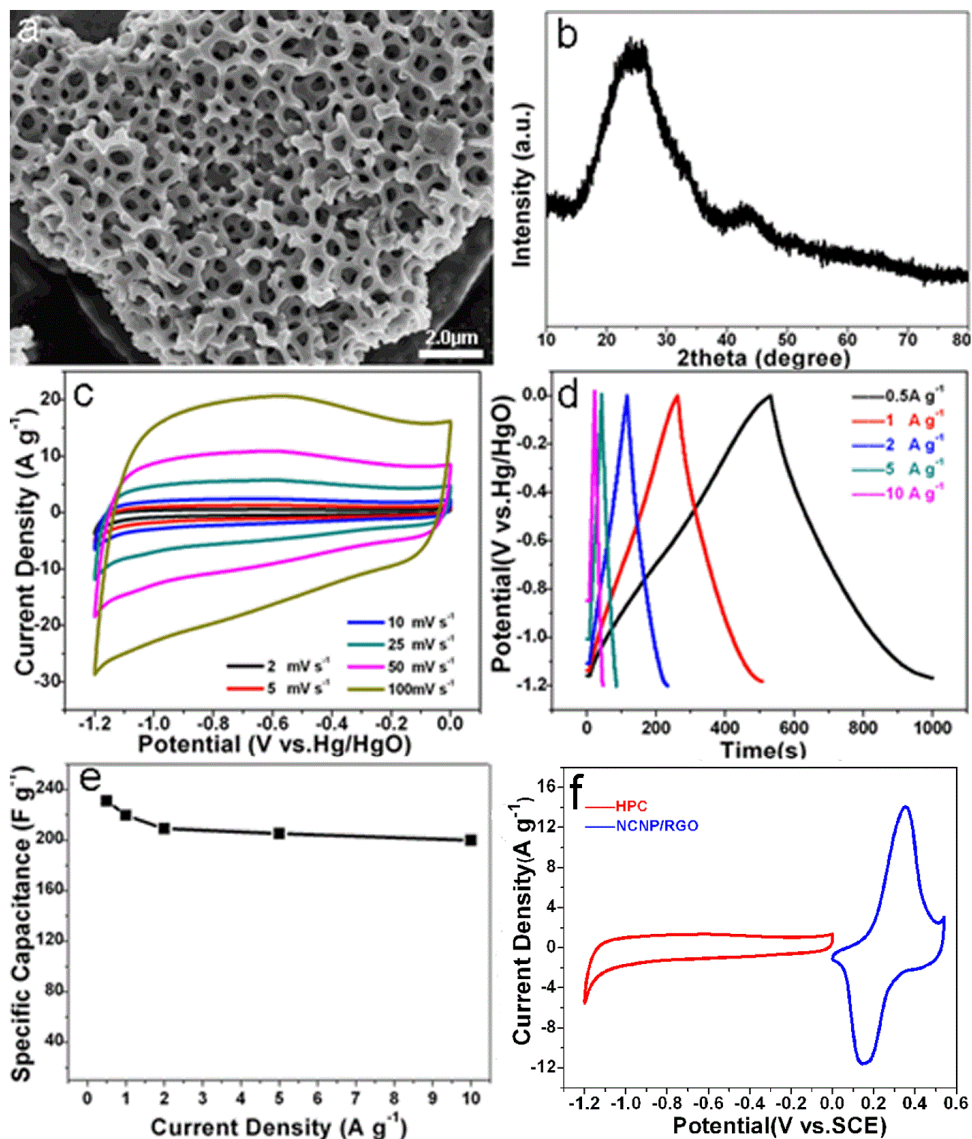 a
2.0μm
b
Intensity (a.u.)
10 20 30 40 50 60 70 80
2theta (degree)
c
Current Density (A g⁻¹)
20
10
0
-10
-20
-30
2 mV s⁻¹
5 mV s⁻¹
10 mV s⁻¹
25 mV s⁻¹
50 mV s⁻¹
100mV s⁻¹
-1.2 -1.0 -0.8 -0.6 -0.4 -0.2 0.0
Potential (V vs.Hg/HgO)
d
Potential(V vs.Hg/HgO)
0.0
-0.2
-0.4
-0.6
-0.8
-1.0
-1.2
0.5A g⁻¹
1 A g⁻¹
2 A g⁻¹
5 A g⁻¹
10 A g⁻¹
0 200 400 600 800 1000
Time(s)
e
Specific Capacitance (F g⁻¹)
240
200
160
120
80
40
0 1 2 3 4 5 6 7 8 9 10
Current Density (A g⁻¹)
f
Current Density(A g⁻¹)
16
12
8
4
0
-4
-8
-12
HPC
NCNP/RGO
-1.2 -1.0 -0.8 -0.6 -0.4 -0.2 0.0 0.2 0.4 0.6
Potential(V vs.SCE)